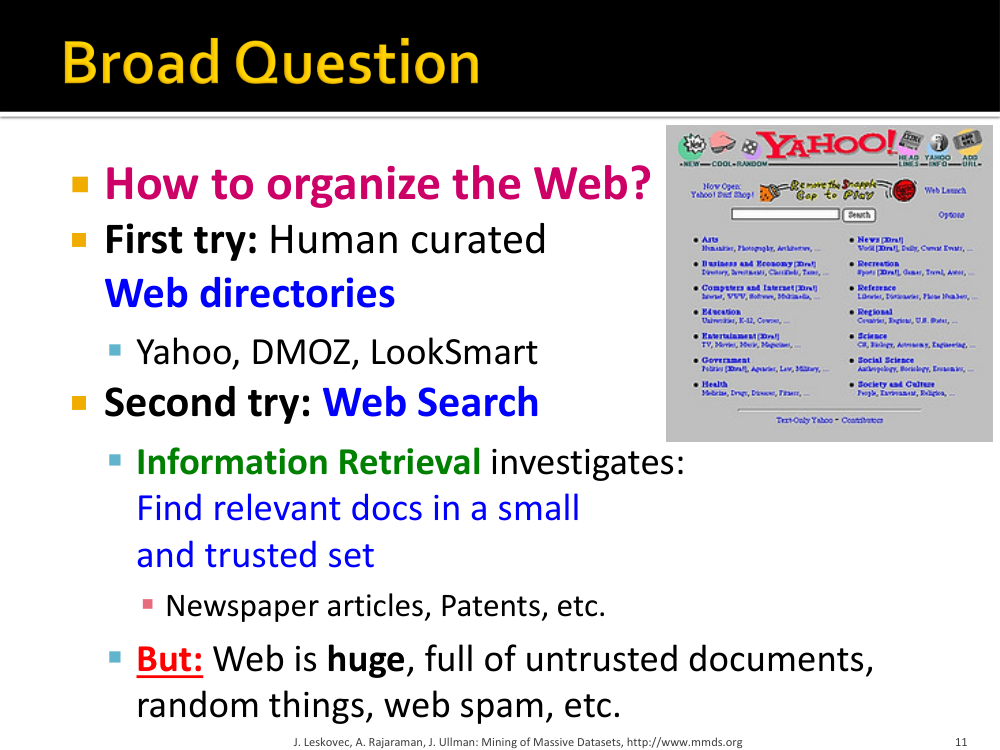 Broad Question
How to organize the Web?
First try: Human curated
Web directories
Yahoo, DMOZ, LookSmart
Second try: Web Search
Information Retrieval investigates:
Find relevant docs in a small
and trusted set
Newspaper articles, Patents, etc.
But: Web is huge, full of untrusted documents,
random things, web spam, etc.
YAHOO!
NEW COOL RANDOM
HEAD LINES YAHOO INFO ADD URL
Now Open:
Yahoo! Surf Shop!
Remove the Snapple
Cap to Play
Web Launch
Search
Options
Arts
Humanities, Photography, Architecture, ...
Business and Economy [Xtra!]
Directory, Investments, Classifieds, Taxes, ...
Computers and Internet [Xtra!]
Internet, WWW, Software, Multimedia, ...
Education
Universities, K-12, Courses, ...
Entertainment [Xtra!]
TV, Movies, Music, Magazines, ...
Government
Politics [Xtra!], Agencies, Law, Military, ...
Health
Medicine, Drugs, Diseases, Fitness, ...
News [Xtra!]
World [Xtra!], Daily, Current Events, ...
Recreation
Sports [Xtra!], Games, Travel, Autos, ...
Reference
Libraries, Dictionaries, Phone Numbers, ...
Regional
Countries, Regions, U.S. States, ...
Science
CS, Biology, Astronomy, Engineering, ...
Social Science
Anthropology, Sociology, Economics, ...
Society and Culture
People, Environment, Religion, ...
Text-Only Yahoo - Contributors
J. Leskovec, A. Rajaraman, J. Ullman: Mining of Massive Datasets, http://www.mmds.org
11